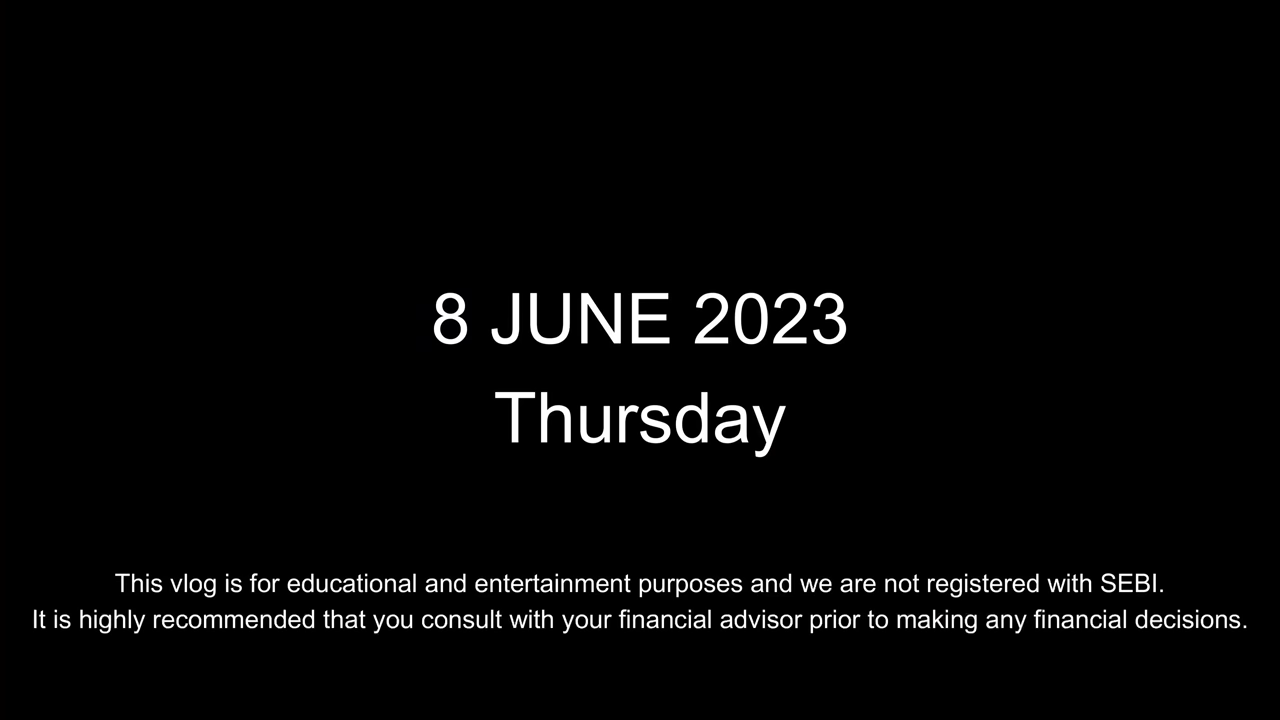 8 JUNE 2023
Thursday
This vlog is for educational and entertainment purposes and we are not registered with SEBI.
It is highly recommended that you consult with your financial advisor prior to making any financial decisions.